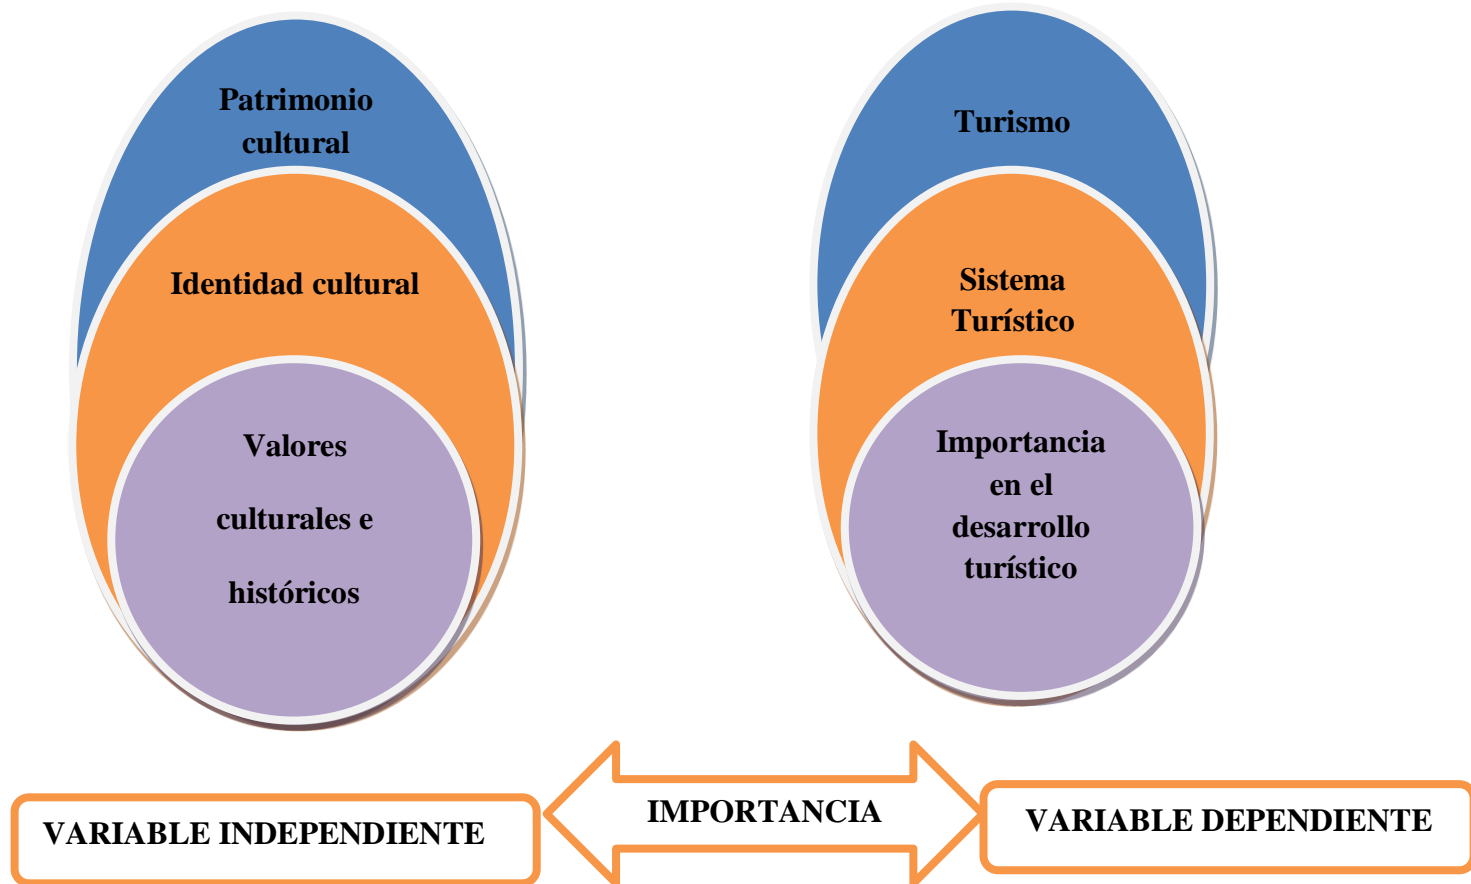 Patrimonio
cultural
Identidad cultural
Valores
culturales e
históricos
Turismo
Sistema
Turístico
Importancia
en el
desarrollo
turístico
VARIABLE INDEPENDIENTE
IMPORTANCIA
VARIABLE DEPENDIENTE